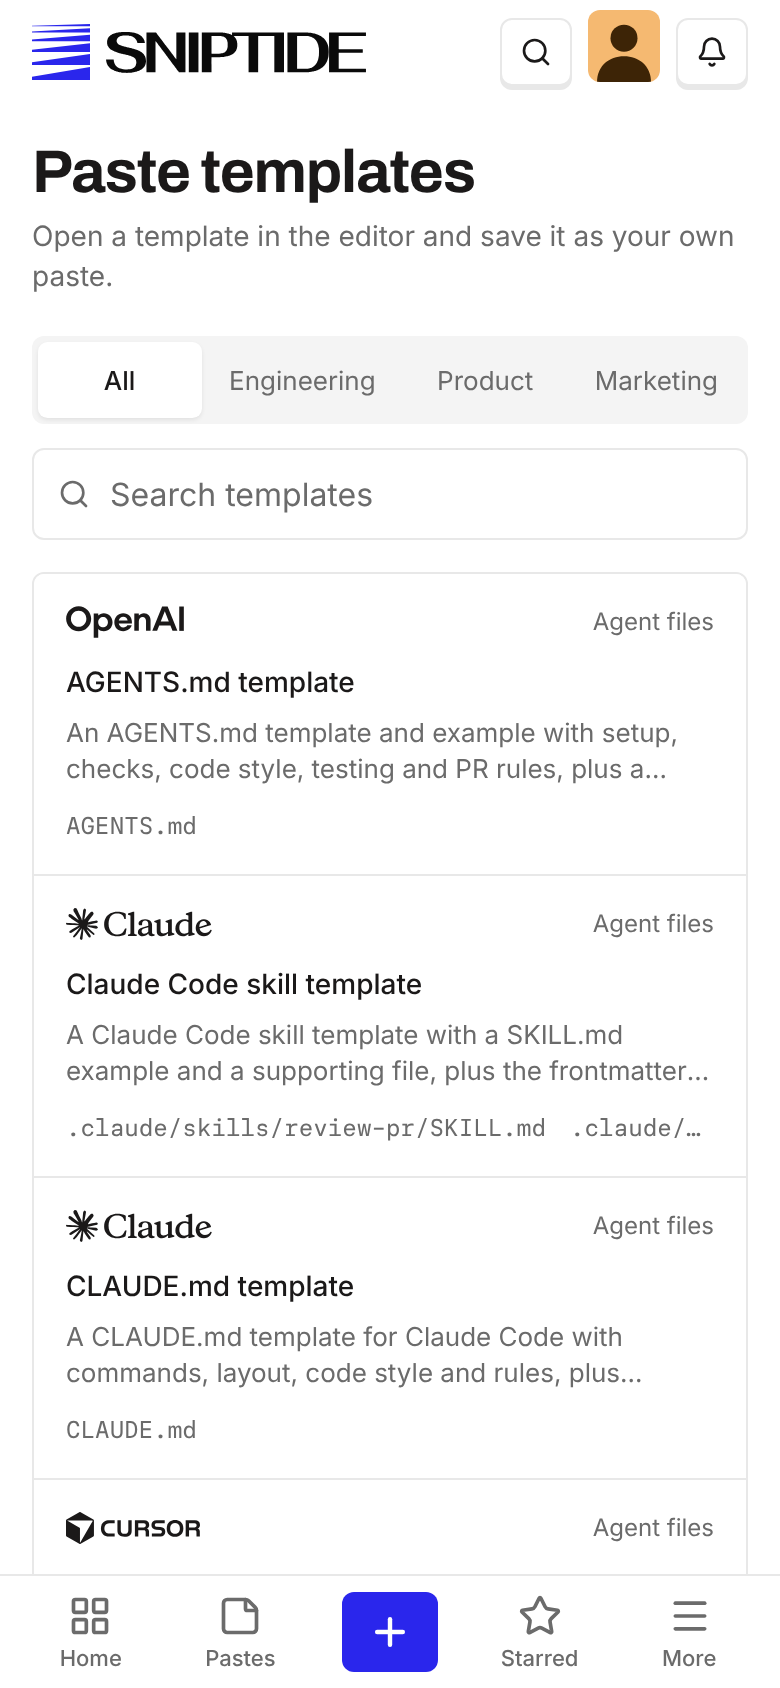 SNIPTIDE
Paste templates
Open a template in the editor and save it as your own
paste.
All
Engineering
Product
Marketing
Search templates
OpenAI
Agent files
AGENTS.md template
An AGENTS.md template and example with setup,
checks, code style, testing and PR rules, plus a...
AGENTS.md
Claude
Agent files
Claude Code skill template
A Claude Code skill template with a SKILL.md
example and a supporting file, plus the frontmatter...
.claude/skills/review-pr/SKILL.md .claude/…
Claude
Agent files
CLAUDE.md template
A CLAUDE.md template for Claude Code with
commands, layout, code style and rules, plus...
CLAUDE.md
CURSOR
Agent files
Home
Pastes
Starred
More